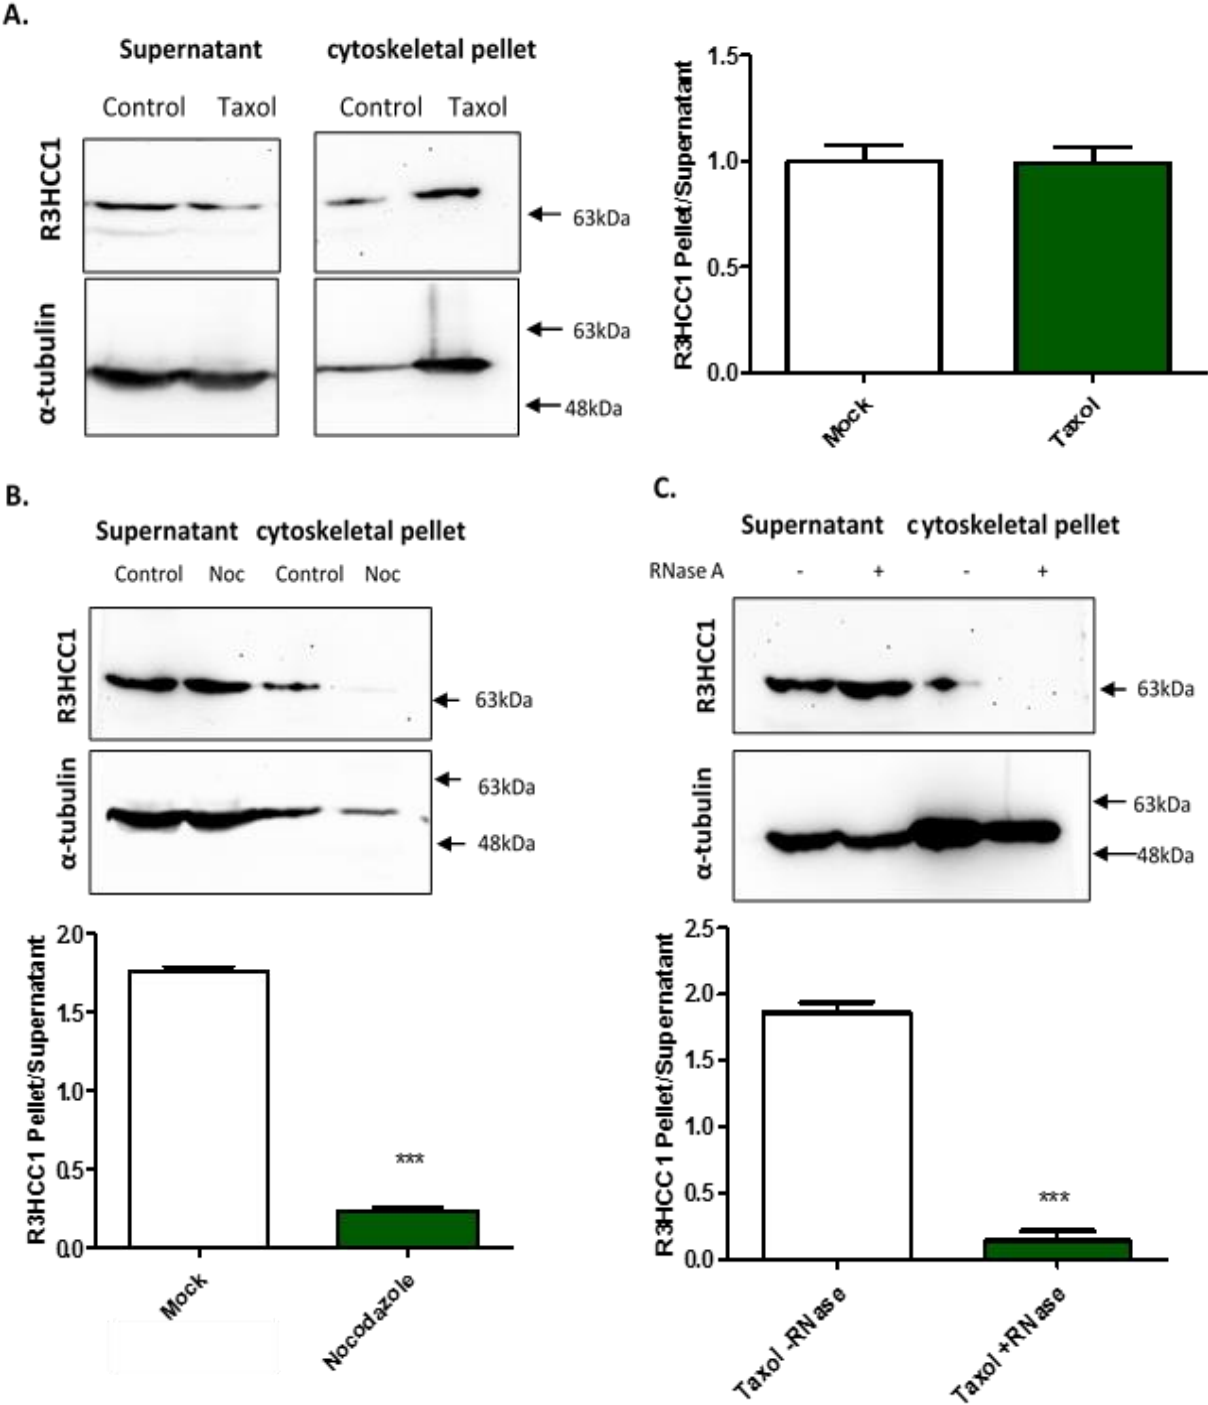 A.
Supernatant cytoskeletal pellet
Control Taxol Control Taxol
R3HCC1
63kDa
α-tubulin
63kDa
48kDa
R3HCC1 Pellet/Supernatant
1.5
1.0
0.5
0.0
Mock
Taxol
B.
Supernatant cytoskeletal pellet
Control Noc Control Noc
R3HCC1
63kDa
α-tubulin
63kDa
48kDa
R3HCC1 Pellet/Supernatant
2.0
1.5
1.0
0.5
0.0
***
Mock
Nocodazole
C.
Supernatant cytoskeletal pellet
RNase A - + - +
R3HCC1
63kDa
α-tubulin
63kDa
48kDa
R3HCC1 Pellet/Supernatant
2.5
2.0
1.5
1.0
0.5
0.0
***
Taxol -RNase
Taxol +RNase